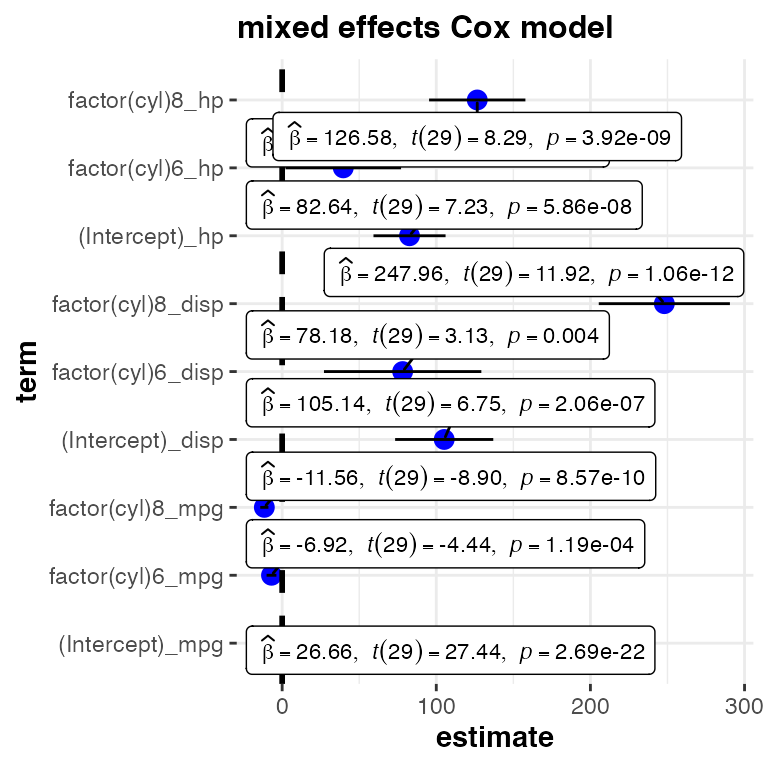 mixed effects Cox model
factor(cyl)8_hp
β̂ = 126.58, t(29) = 8.29, p = 3.92e-09
β̂
factor(cyl)6_hp
β̂ = 82.64, t(29) = 7.23, p = 5.86e-08
(Intercept)_hp
β̂ = 247.96, t(29) = 11.92, p = 1.06e-12
factor(cyl)8_disp
β̂ = 78.18, t(29) = 3.13, p = 0.004
factor(cyl)6_disp
β̂ = 105.14, t(29) = 6.75, p = 2.06e-07
(Intercept)_disp
β̂ = -11.56, t(29) = -8.90, p = 8.57e-10
factor(cyl)8_mpg
β̂ = -6.92, t(29) = -4.44, p = 1.19e-04
factor(cyl)6_mpg
(Intercept)_mpg
β̂ = 26.66, t(29) = 27.44, p = 2.69e-22
term
0 100 200 300
estimate